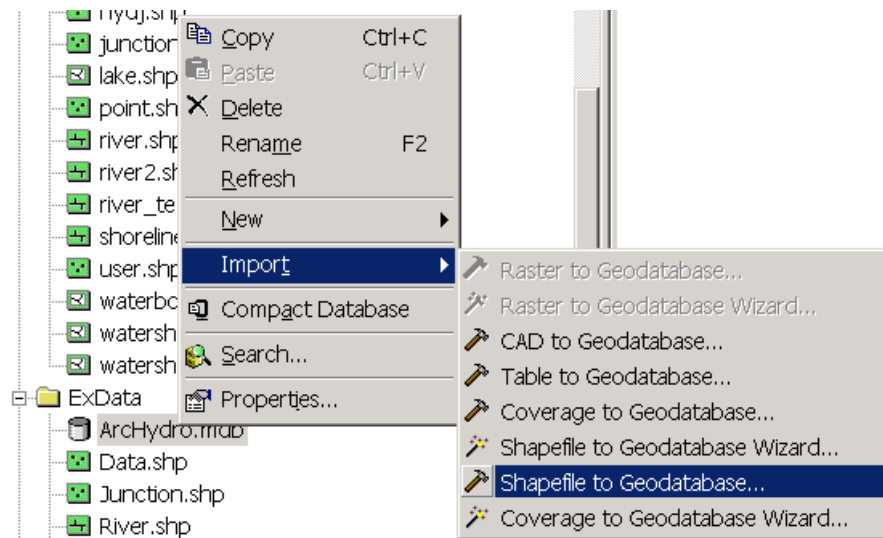 junction
lake.shp
point.sh
river.shp
river2.sh
river_te
shoreline
user.shp
waterbo
watersh
watersh
ExData
ArcHydro.mdb
Data.shp
Junction.shp
River.shp
Copy Ctrl+C
Paste Ctrl+V
Delete
Rename F2
Refresh
New
Import
Compact Database
Search...
Properties...
Raster to Geodatabase...
Raster to Geodatabase Wizard...
CAD to Geodatabase...
Table to Geodatabase...
Coverage to Geodatabase...
Shapefile to Geodatabase Wizard...
Shapefile to Geodatabase...
Coverage to Geodatabase Wizard...